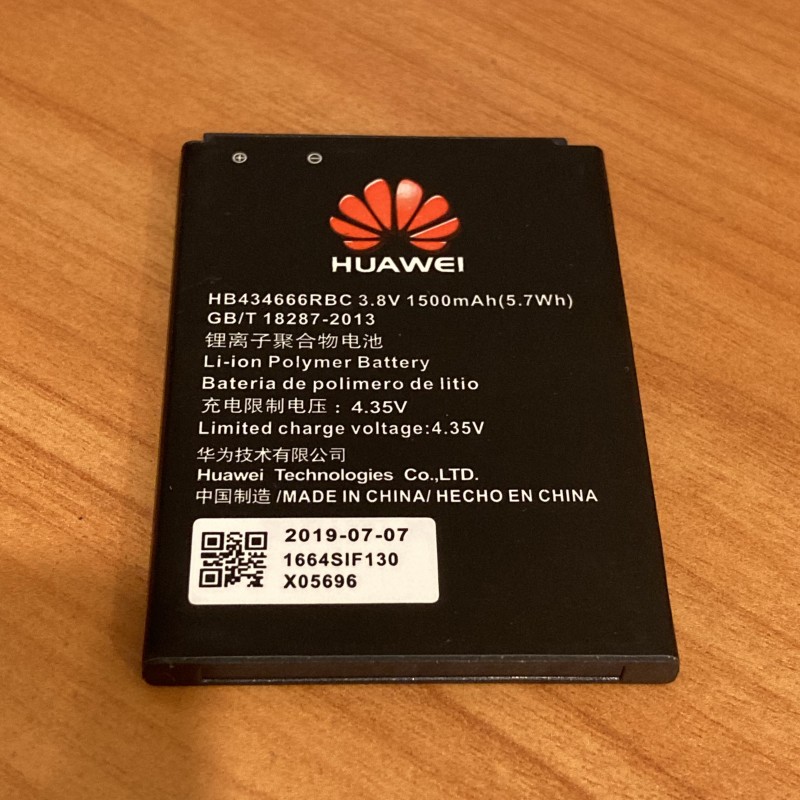 ⊕ ⊖
HUAWEI
HB434666RBC 3.8V 1500mAh(5.7Wh)
GB/T 18287-2013
锂离子聚合物电池
Li-ion Polymer Battery
Bateria de polimero de litio
充电限制电压：4.35V
Limited charge voltage:4.35V
华为技术有限公司
Huawei Technologies Co.,LTD.
中国制造 /MADE IN CHINA/ HECHO EN CHINA
2019-07-07
1664SIF130
X05696